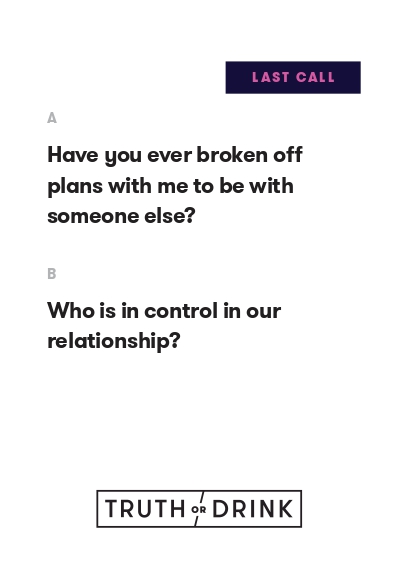 LAST CALL
A
Have you ever broken off
plans with me to be with
someone else?
B
Who is in control in our
relationship?
TRUTH OR DRINK